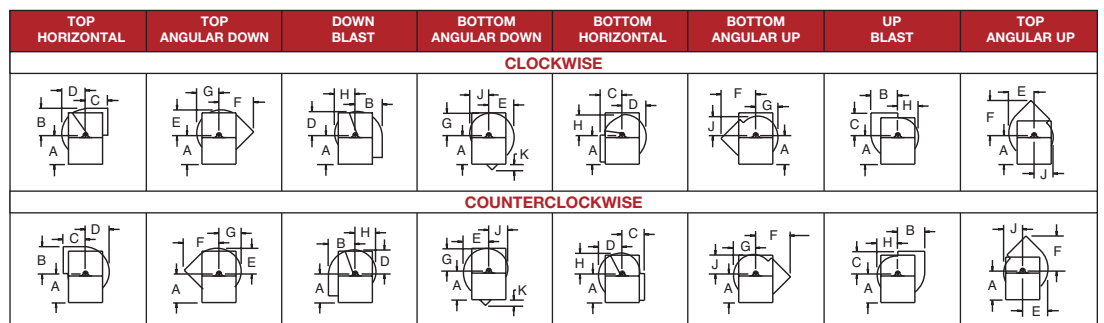 TOP HORIZONTAL
TOP ANGULAR DOWN
DOWN BLAST
BOTTOM ANGULAR DOWN
BOTTOM HORIZONTAL
BOTTOM ANGULAR UP
UP BLAST
TOP ANGULAR UP
CLOCKWISE
D C B A
G F E A
H B D A
J E G A K
C D H A
F G J A
B H C A
E F J
COUNTERCLOCKWISE
D C B A
F G E A
B H D A
E J G A K
C D H A
F G J A
B H C A
J F A E